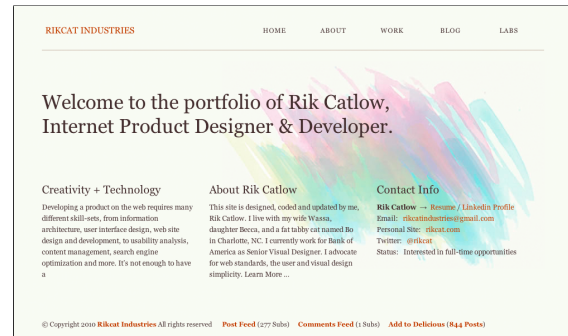 RIKCAT INDUSTRIES
HOME ABOUT WORK BLOG LABS
Welcome to the portfolio of Rik Catlow,
Internet Product Designer & Developer.
Creativity + Technology
Developing a product on the web requires many
different skill-sets, from information
architecture, user interface design, web site
design and development, to usability analysis,
content management, search engine
optimization and more. It's not enough to have
a
About Rik Catlow
This site is designed, coded and updated by me,
Rik Catlow. I live with my wife Wassa,
daughter Becca, and a fat tabby cat named Bo
in Charlotte, NC. I currently work for Bank of
America as Senior Visual Designer. I advocate
for web standards, the user and visual design
simplicity. Learn More ...
Contact Info
Rik Catlow → Resume / Linkedin Profile
Email: rikcatindustries@gmail.com
Personal Site: rikcat.com
Twitter: @rikcat
Status: Interested in full-time opportunities
© Copyright 2010 Rikcat Industries All rights reserved Post Feed (277 Subs) Comments Feed (1 Subs) Add to Delicious (844 Posts)